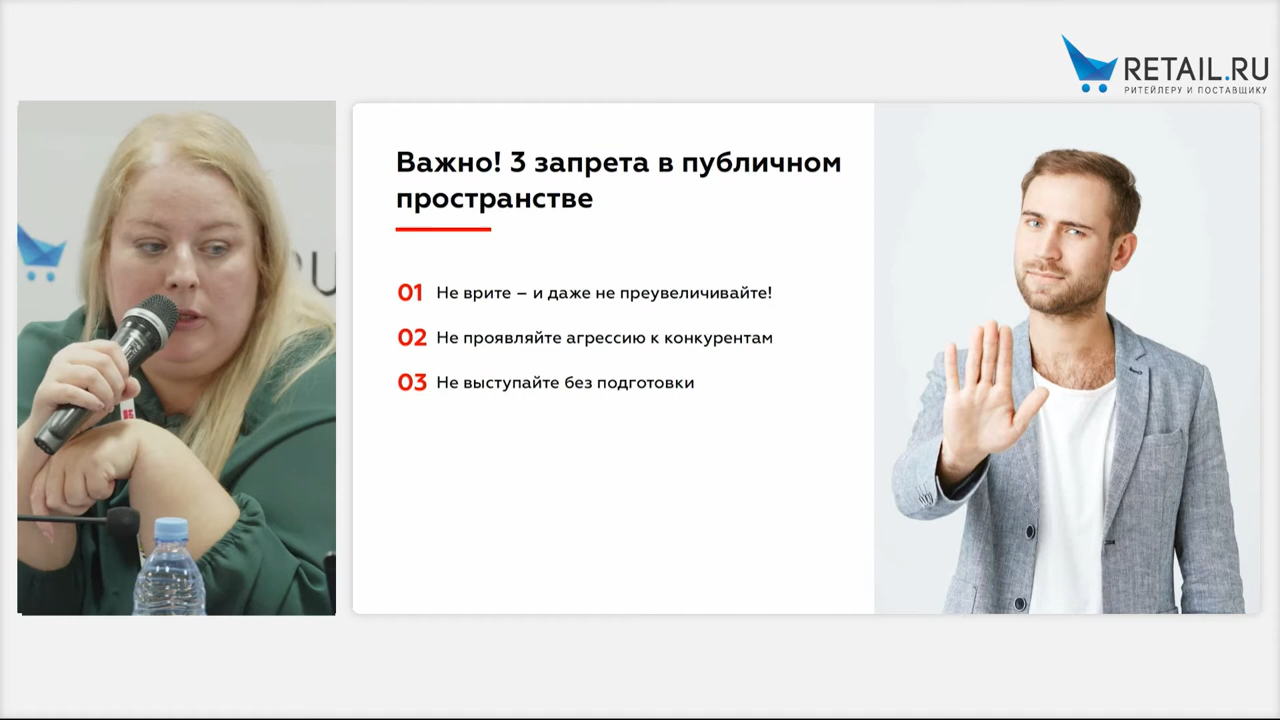 RETAIL.RU
РИТЕЙЛЕРУ И ПОСТАВЩИКУ
Важно! 3 запрета в публичном
пространстве
01 Не врите – и даже не преувеличивайте!
02 Не проявляйте агрессию к конкурентам
03 Не выступайте без подготовки